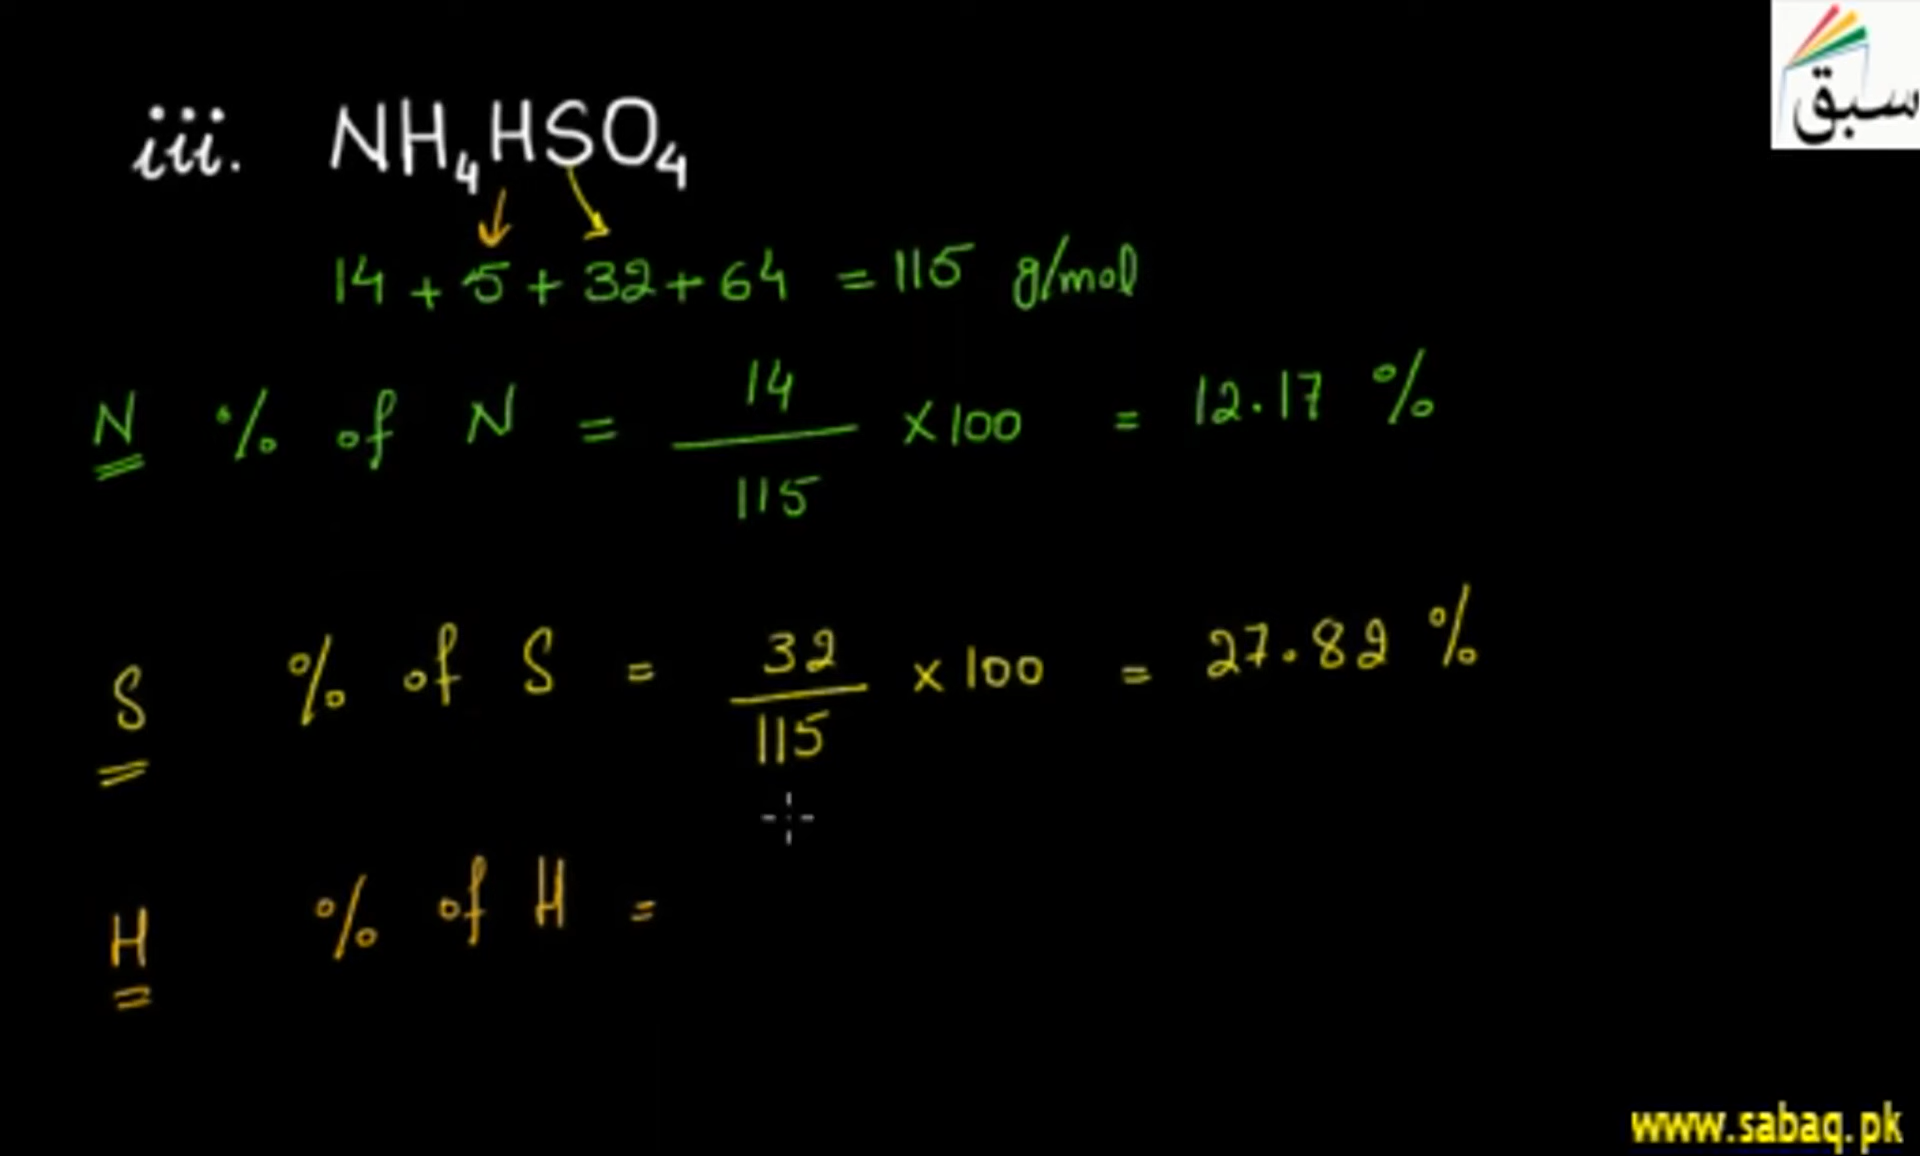 سبق
iii. NH₄HSO₄
14 + 5 + 32 + 64 = 115 g/mol
N % of N = 14/115 × 100 = 12.17 %
S % of S = 32/115 × 100 = 27.82 %
H % of H =
www.sabaq.pk